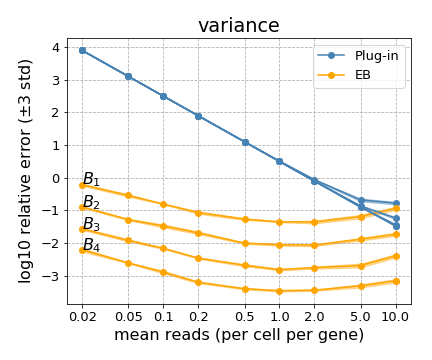 variance
log10 relative error (±3 std)
4
3
2
1
0
−1
−2
−3
Plug-in
EB
B1
B2
B3
B4
0.02 0.05 0.1 0.2 0.5 1.0 2.0 5.0 10.0
mean reads (per cell per gene)